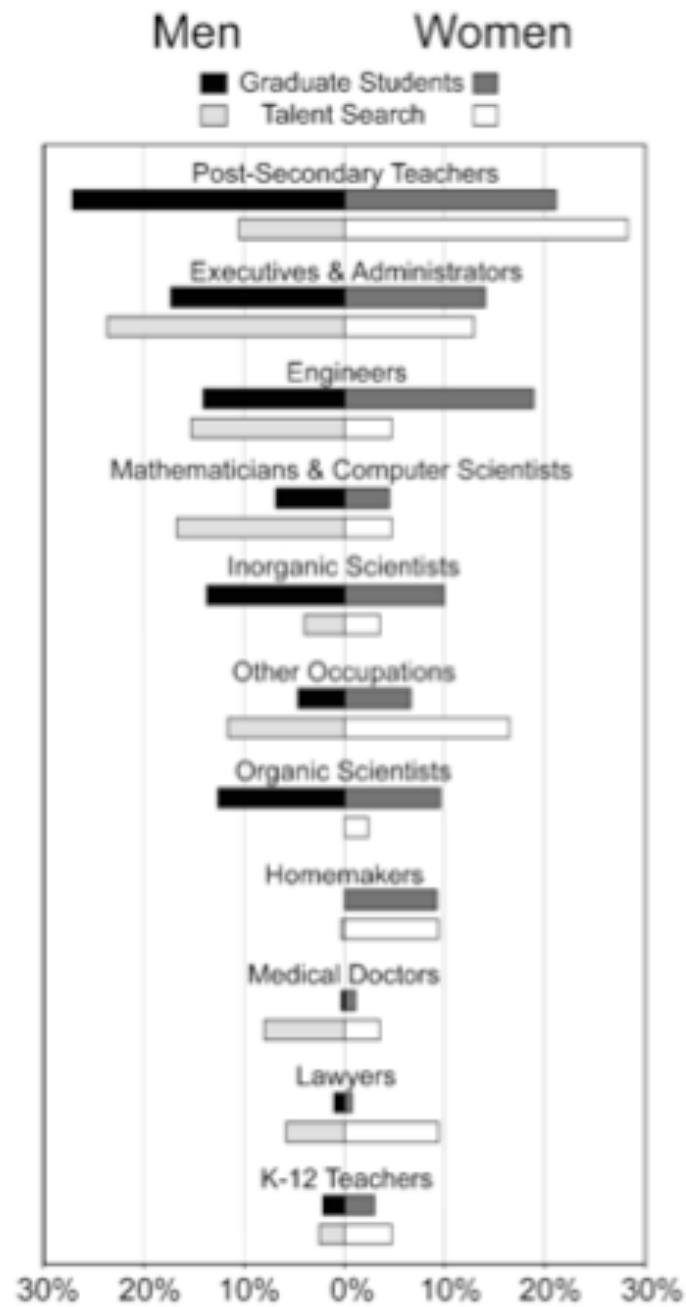 Men Women
Graduate Students
Talent Search
Post-Secondary Teachers
Executives & Administrators
Engineers
Mathematicians & Computer Scientists
Inorganic Scientists
Other Occupations
Organic Scientists
Homemakers
Medical Doctors
Lawyers
K-12 Teachers
30% 20% 10% 0% 10% 20% 30%